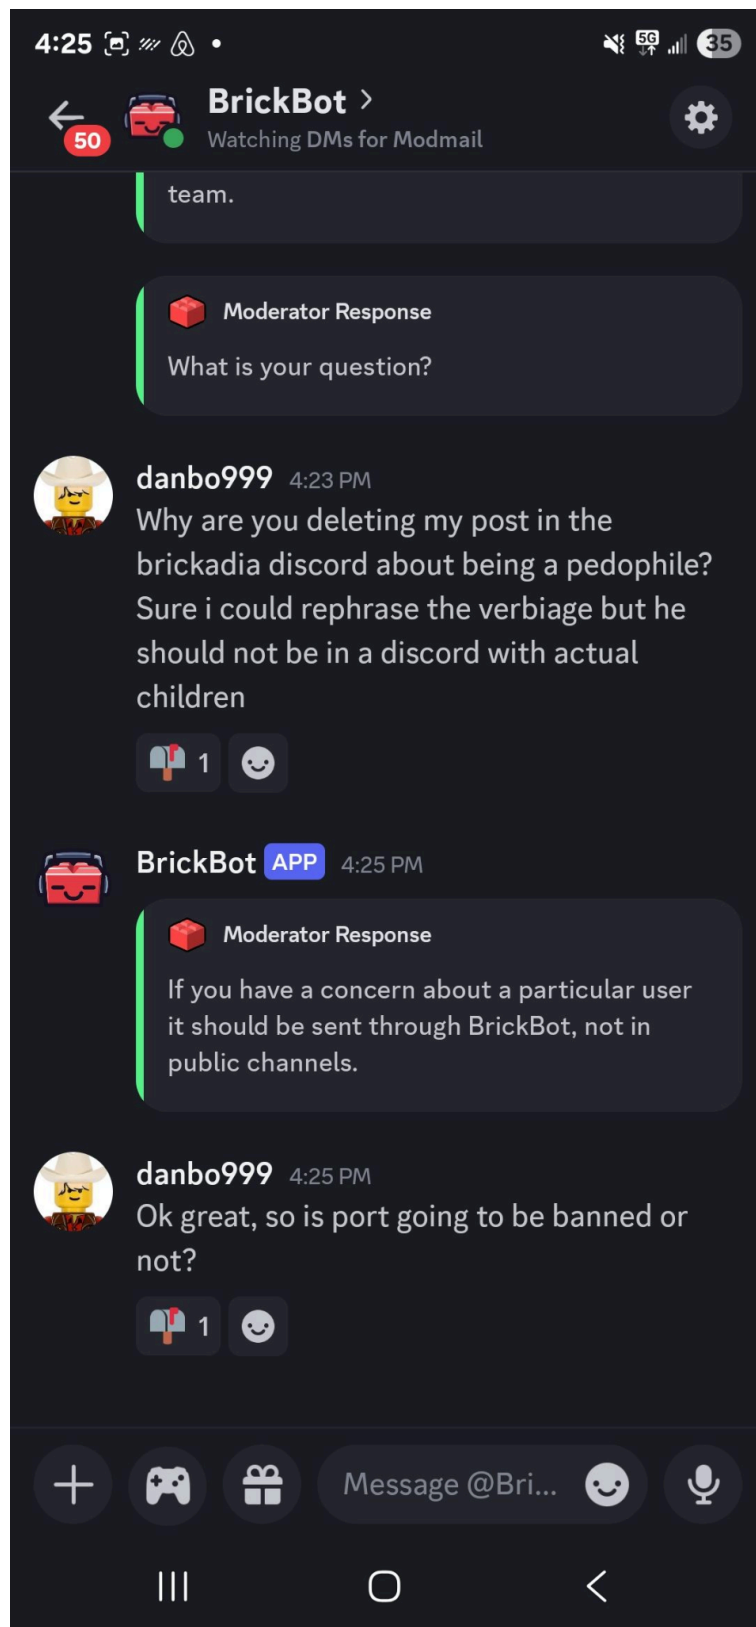 4:25
5G
35
50
BrickBot
Watching DMs for Modmail
team.
Moderator Response
What is your question?
danbo999 4:23 PM
Why are you deleting my post in the
brickadia discord about being a pedophile?
Sure i could rephrase the verbiage but he
should not be in a discord with actual
children
1
BrickBot APP 4:25 PM
Moderator Response
If you have a concern about a particular user
it should be sent through BrickBot, not in
public channels.
danbo999 4:25 PM
Ok great, so is port going to be banned or
not?
1
Message @Bri...